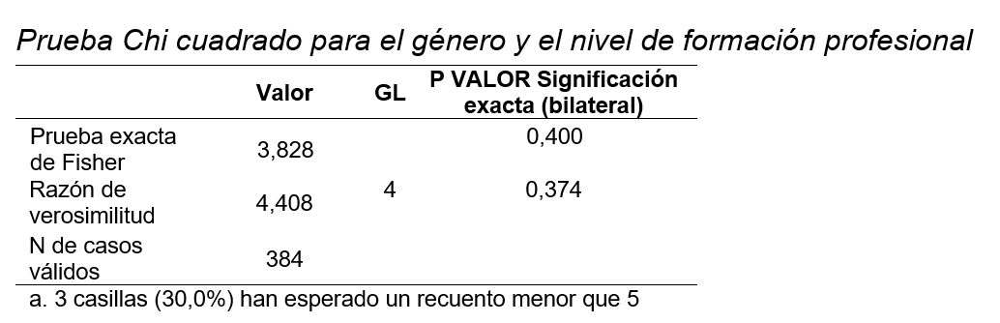 Prueba Chi cuadrado para el género y el nivel de formación profesional
Valor GL P VALOR Significación
exacta (bilateral)
Prueba exacta
de Fisher 3,828 0,400
Razón de
verosimilitud 4,408 4 0,374
N de casos
válidos 384
a. 3 casillas (30,0%) han esperado un recuento menor que 5